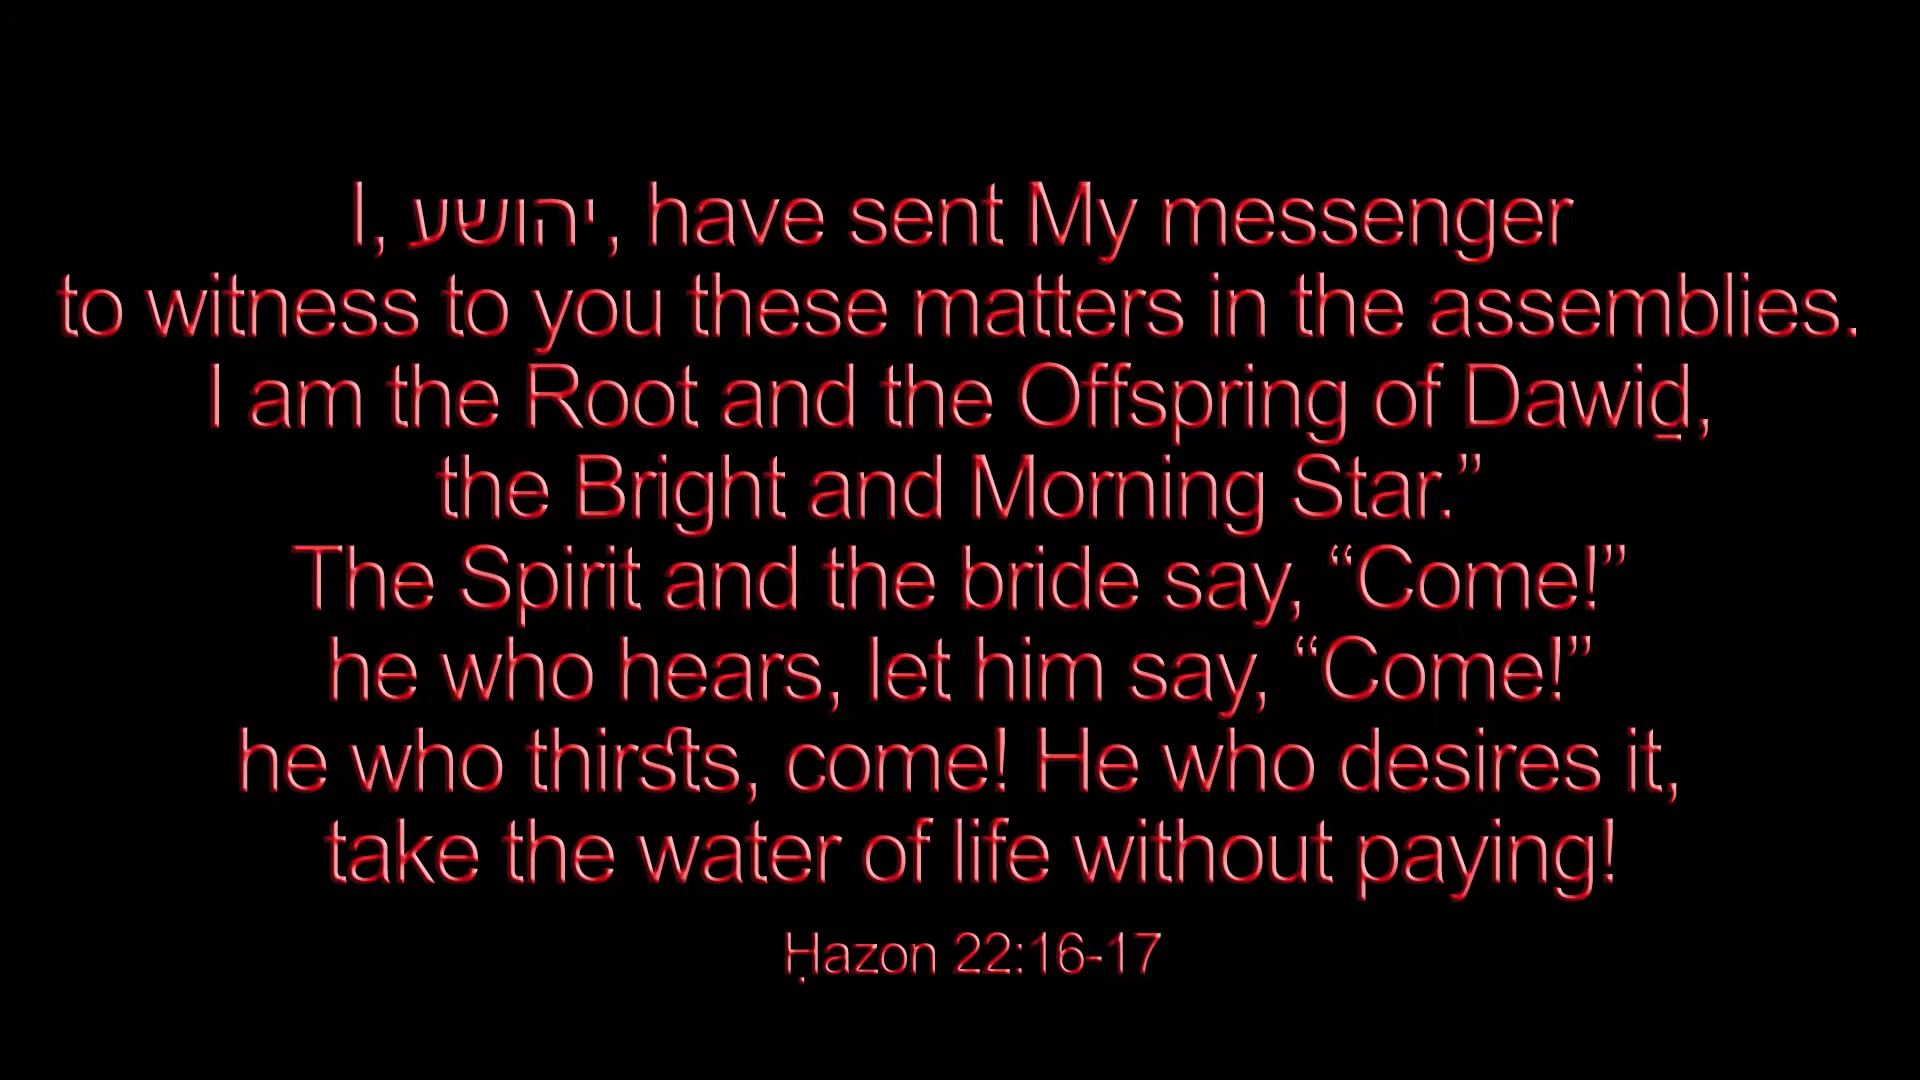 I, יהושע, have sent My messenger
to witness to you these matters in the assemblies.
I am the Root and the Offspring of Dawiḏ,
the Bright and Morning Star.”
The Spirit and the bride say, “Come!”
he who hears, let him say, “Come!”
he who thirsts, come! He who desires it,
take the water of life without paying!
Ḥazon 22:16-17